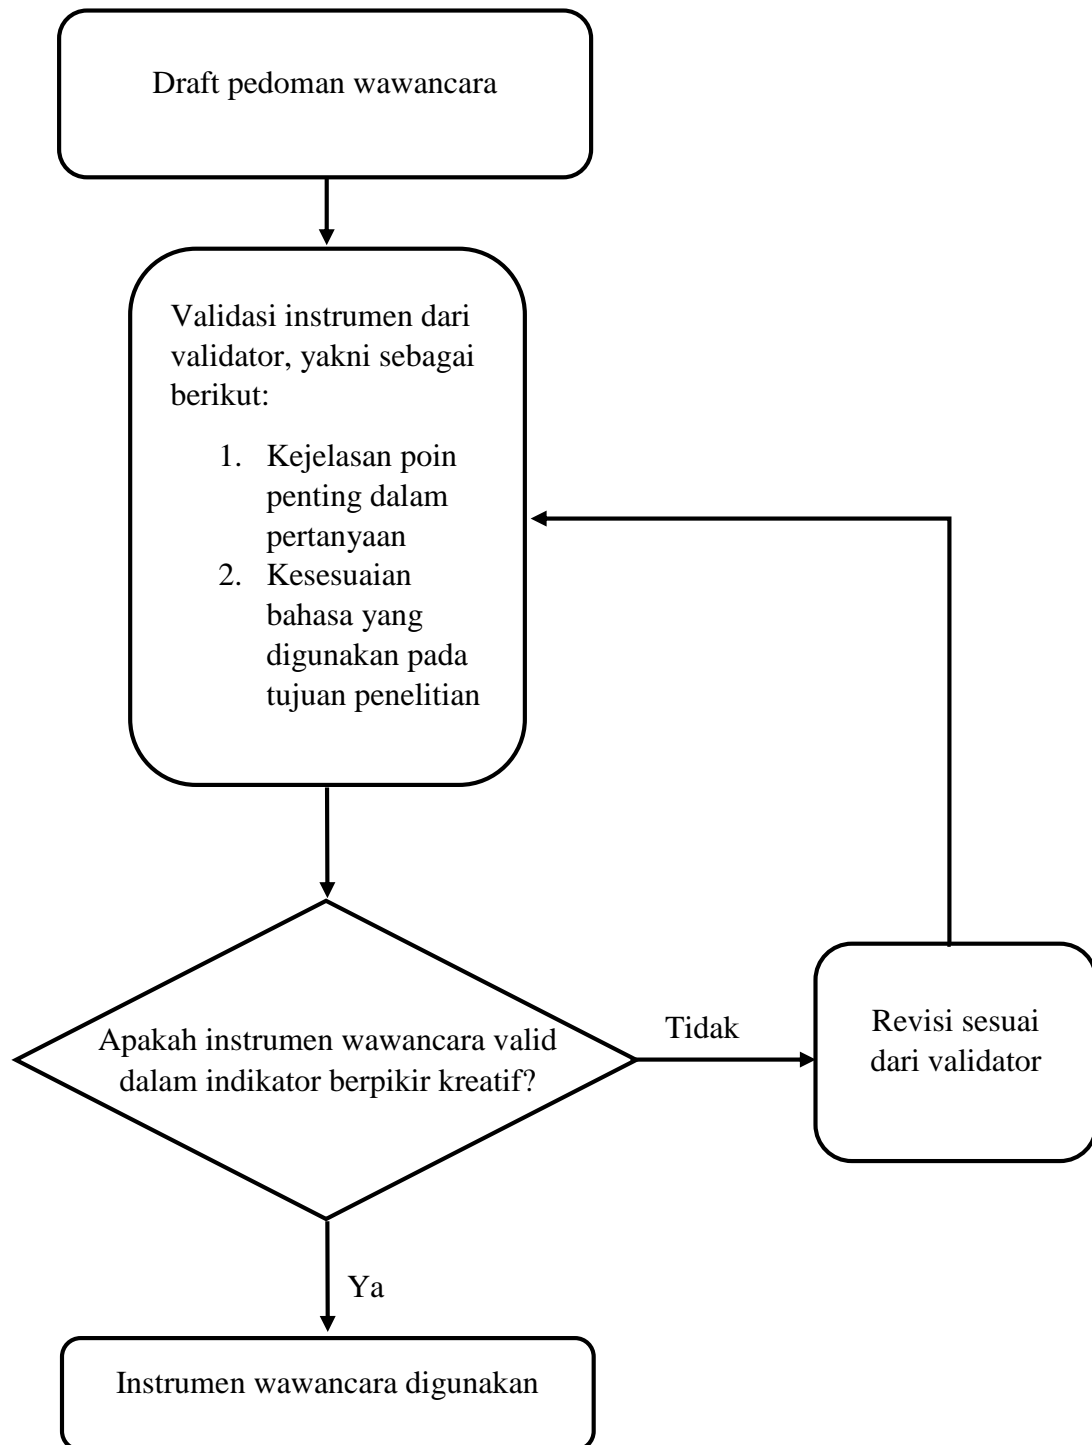 Draft pedoman wawancara
Validasi instrumen dari
validator, yakni sebagai
berikut:
1. Kejelasan poin
penting dalam
pertanyaan
2. Kesesuaian
bahasa yang
digunakan pada
tujuan penelitian
Apakah instrumen wawancara valid
dalam indikator berpikir kreatif?
Tidak
Revisi sesuai
dari validator
Ya
Instrumen wawancara digunakan